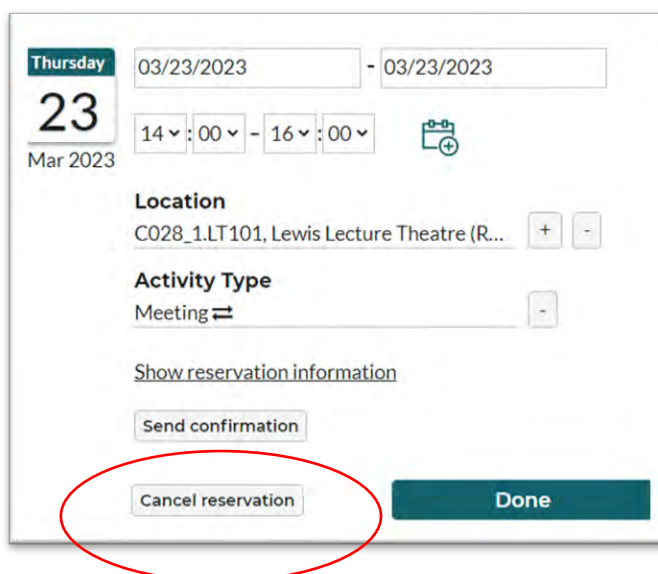 Thursday
23
Mar 2023
03/23/2023 - 03/23/2023
14 : 00 - 16 : 00
Location
C028_1.LT101, Lewis Lecture Theatre (R... + -
Activity Type
Meeting ⇄ -
Show reservation information
Send confirmation
Cancel reservation Done